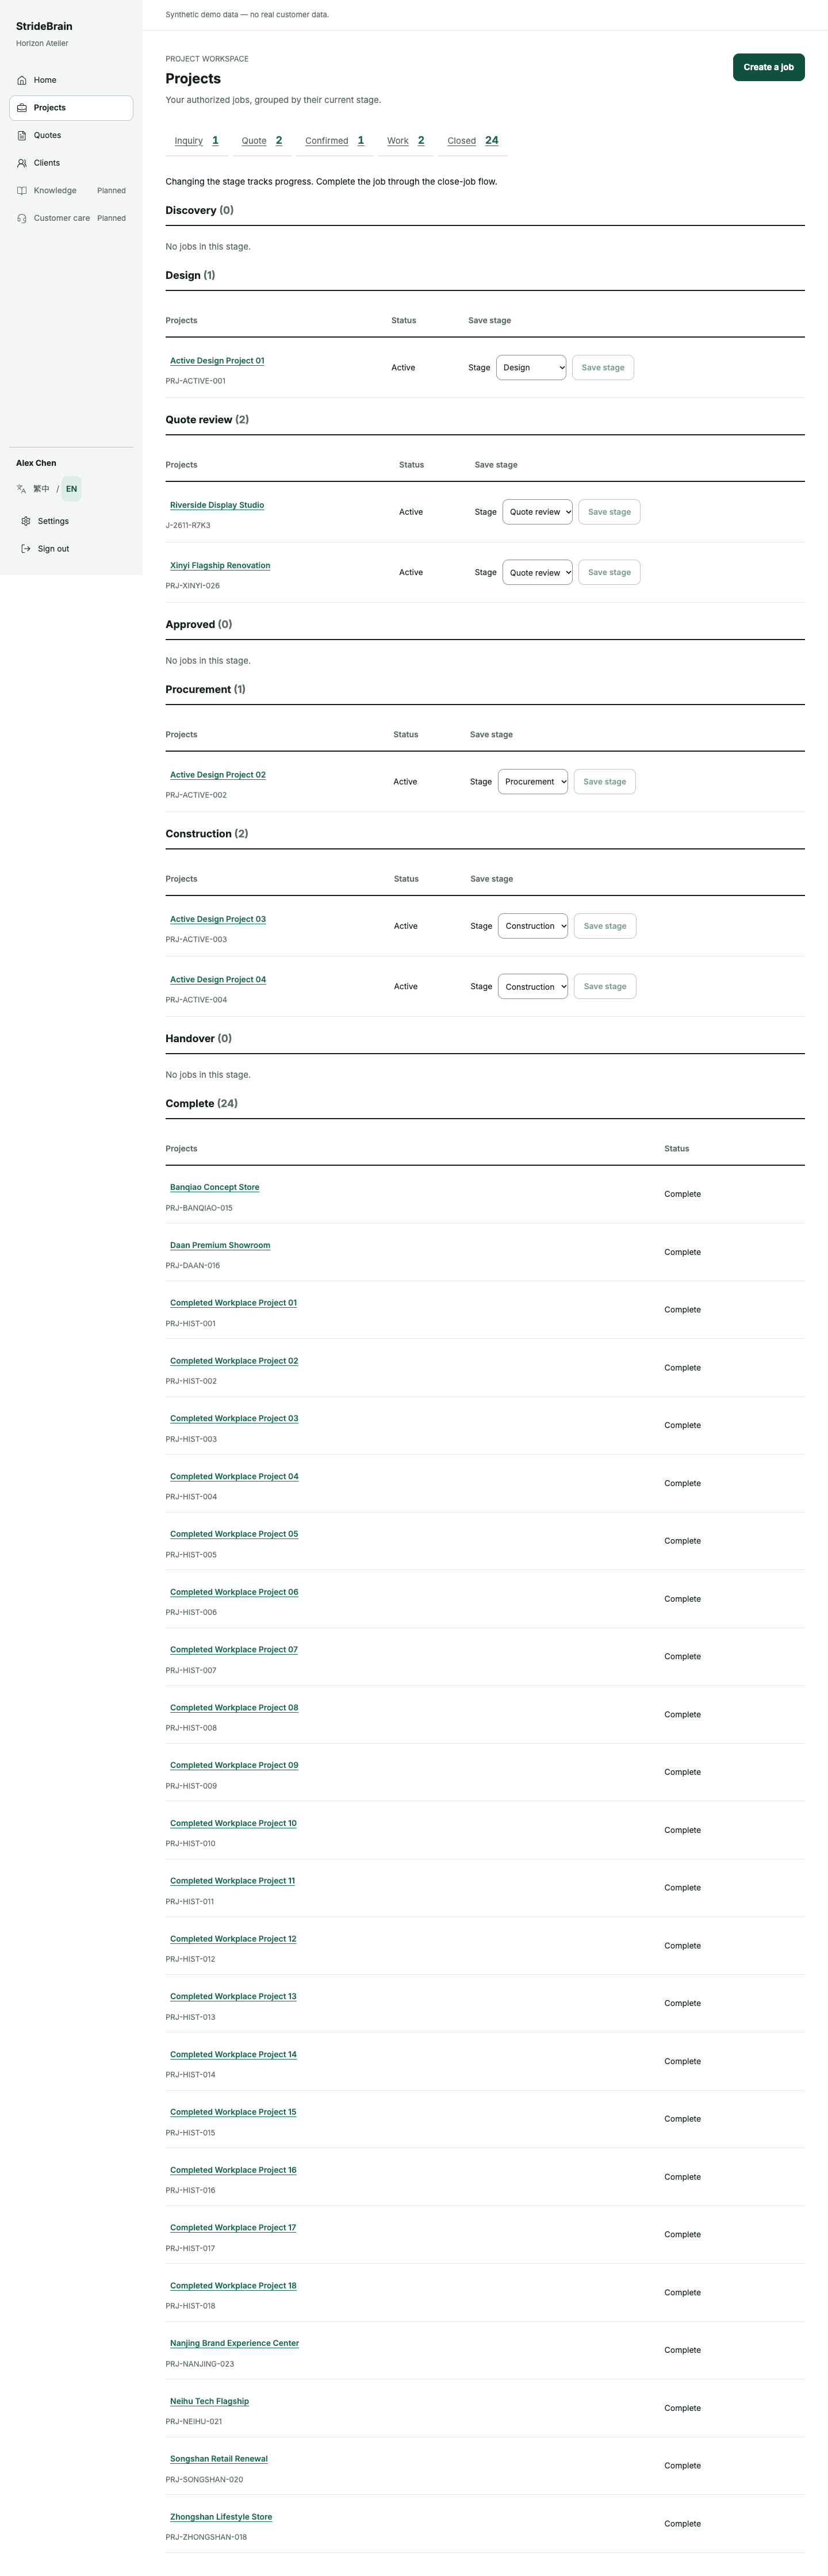 StrideBrain
Horizon Atelier
Home
Projects
Quotes
Clients
Knowledge Planned
Customer care Planned
Alex Chen
繁中 / EN
Settings
Sign out
Synthetic demo data — no real customer data.
PROJECT WORKSPACE
Projects
Your authorized jobs, grouped by their current stage.
Create a job
Inquiry 1 Quote 2 Confirmed 1 Work 2 Closed 24
Changing the stage tracks progress. Complete the job through the close-job flow.
Discovery (0)
No jobs in this stage.
Design (1)
Projects Status Save stage
Active Design Project 01
PRJ-ACTIVE-001
Active Stage Design Save stage
Quote review (2)
Projects Status Save stage
Riverside Display Studio
J-2611-R7K3
Active Stage Quote review Save stage
Xinyi Flagship Renovation
PRJ-XINYI-026
Active Stage Quote review Save stage
Approved (0)
No jobs in this stage.
Procurement (1)
Projects Status Save stage
Active Design Project 02
PRJ-ACTIVE-002
Active Stage Procurement Save stage
Construction (2)
Projects Status Save stage
Active Design Project 03
PRJ-ACTIVE-003
Active Stage Construction Save stage
Active Design Project 04
PRJ-ACTIVE-004
Active Stage Construction Save stage
Handover (0)
No jobs in this stage.
Complete (24)
Projects Status
Banqiao Concept Store
PRJ-BANQIAO-015
Complete
Daan Premium Showroom
PRJ-DAAN-016
Complete
Completed Workplace Project 01
PRJ-HIST-001
Complete
Completed Workplace Project 02
PRJ-HIST-002
Complete
Completed Workplace Project 03
PRJ-HIST-003
Complete
Completed Workplace Project 04
PRJ-HIST-004
Complete
Completed Workplace Project 05
PRJ-HIST-005
Complete
Completed Workplace Project 06
PRJ-HIST-006
Complete
Completed Workplace Project 07
PRJ-HIST-007
Complete
Completed Workplace Project 08
PRJ-HIST-008
Complete
Completed Workplace Project 09
PRJ-HIST-009
Complete
Completed Workplace Project 10
PRJ-HIST-010
Complete
Completed Workplace Project 11
PRJ-HIST-011
Complete
Completed Workplace Project 12
PRJ-HIST-012
Complete
Completed Workplace Project 13
PRJ-HIST-013
Complete
Completed Workplace Project 14
PRJ-HIST-014
Complete
Completed Workplace Project 15
PRJ-HIST-015
Complete
Completed Workplace Project 16
PRJ-HIST-016
Complete
Completed Workplace Project 17
PRJ-HIST-017
Complete
Completed Workplace Project 18
PRJ-HIST-018
Complete
Nanjing Brand Experience Center
PRJ-NANJING-023
Complete
Neihu Tech Flagship
PRJ-NEIHU-021
Complete
Songshan Retail Renewal
PRJ-SONGSHAN-020
Complete
Zhongshan Lifestyle Store
PRJ-ZHONGSHAN-018
Complete